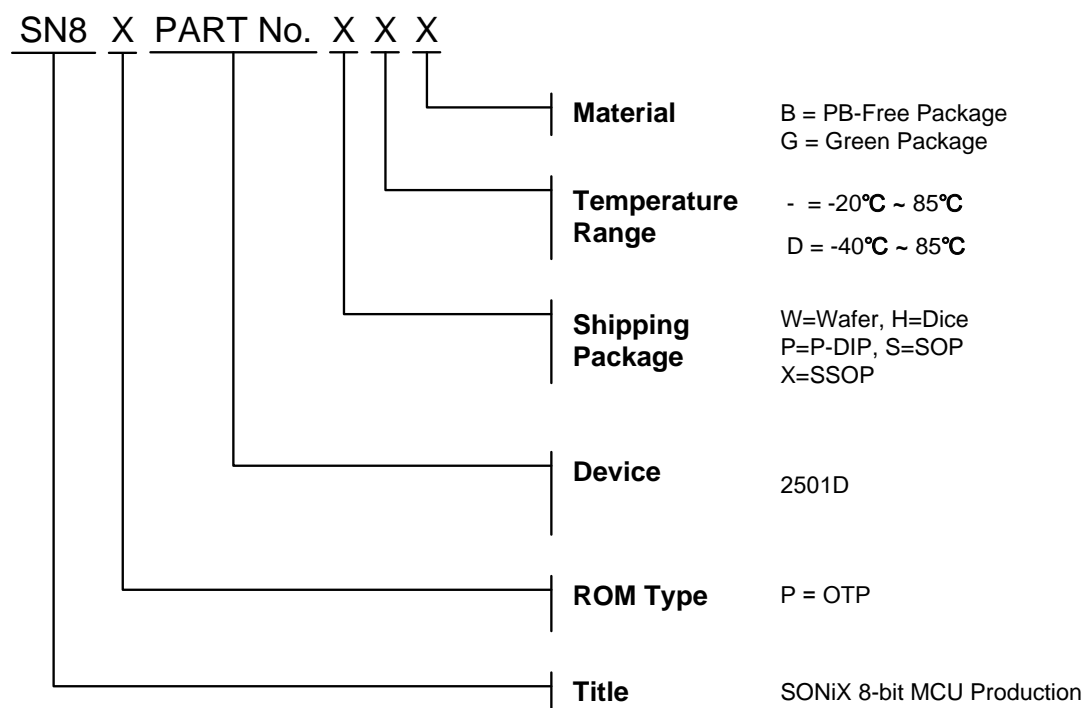 SN8 X PART No. X X X
Material
B = PB-Free Package
G = Green Package
Temperature
Range
- = -20℃ ~ 85℃
D = -40℃ ~ 85℃
Shipping
Package
W=Wafer, H=Dice
P=P-DIP, S=SOP
X=SSOP
Device
2501D
ROM Type
P = OTP
Title
SONiX 8-bit MCU Production